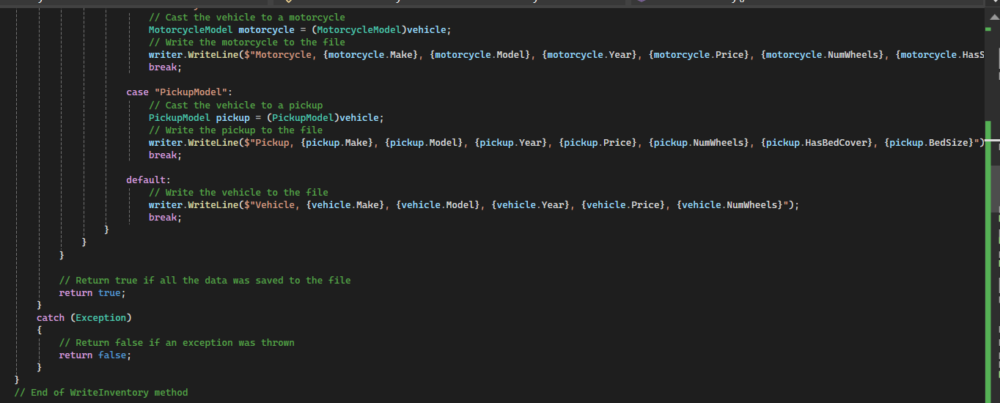 // Cast the vehicle to a motorcycle
MotorcycleModel motorcycle = (MotorcycleModel)vehicle;
// Write the motorcycle to the file
writer.WriteLine($"Motorcycle, {motorcycle.Make}, {motorcycle.Model}, {motorcycle.Year}, {motorcycle.Price}, {motorcycle.NumWheels}, {motorcycle.HasS
break;
case "PickupModel":
// Cast the vehicle to a pickup
PickupModel pickup = (PickupModel)vehicle;
// Write the pickup to the file
writer.WriteLine($"Pickup, {pickup.Make}, {pickup.Model}, {pickup.Year}, {pickup.Price}, {pickup.NumWheels}, {pickup.HasBedCover}, {pickup.BedSize}")
break;
default:
// Write the vehicle to the file
writer.WriteLine($"Vehicle, {vehicle.Make}, {vehicle.Model}, {vehicle.Year}, {vehicle.Price}, {vehicle.NumWheels}");
break;
}
}
}
// Return true if all the data was saved to the file
return true;
}
catch (Exception)
{
// Return false if an exception was thrown
return false;
}
}
// End of WriteInventory method